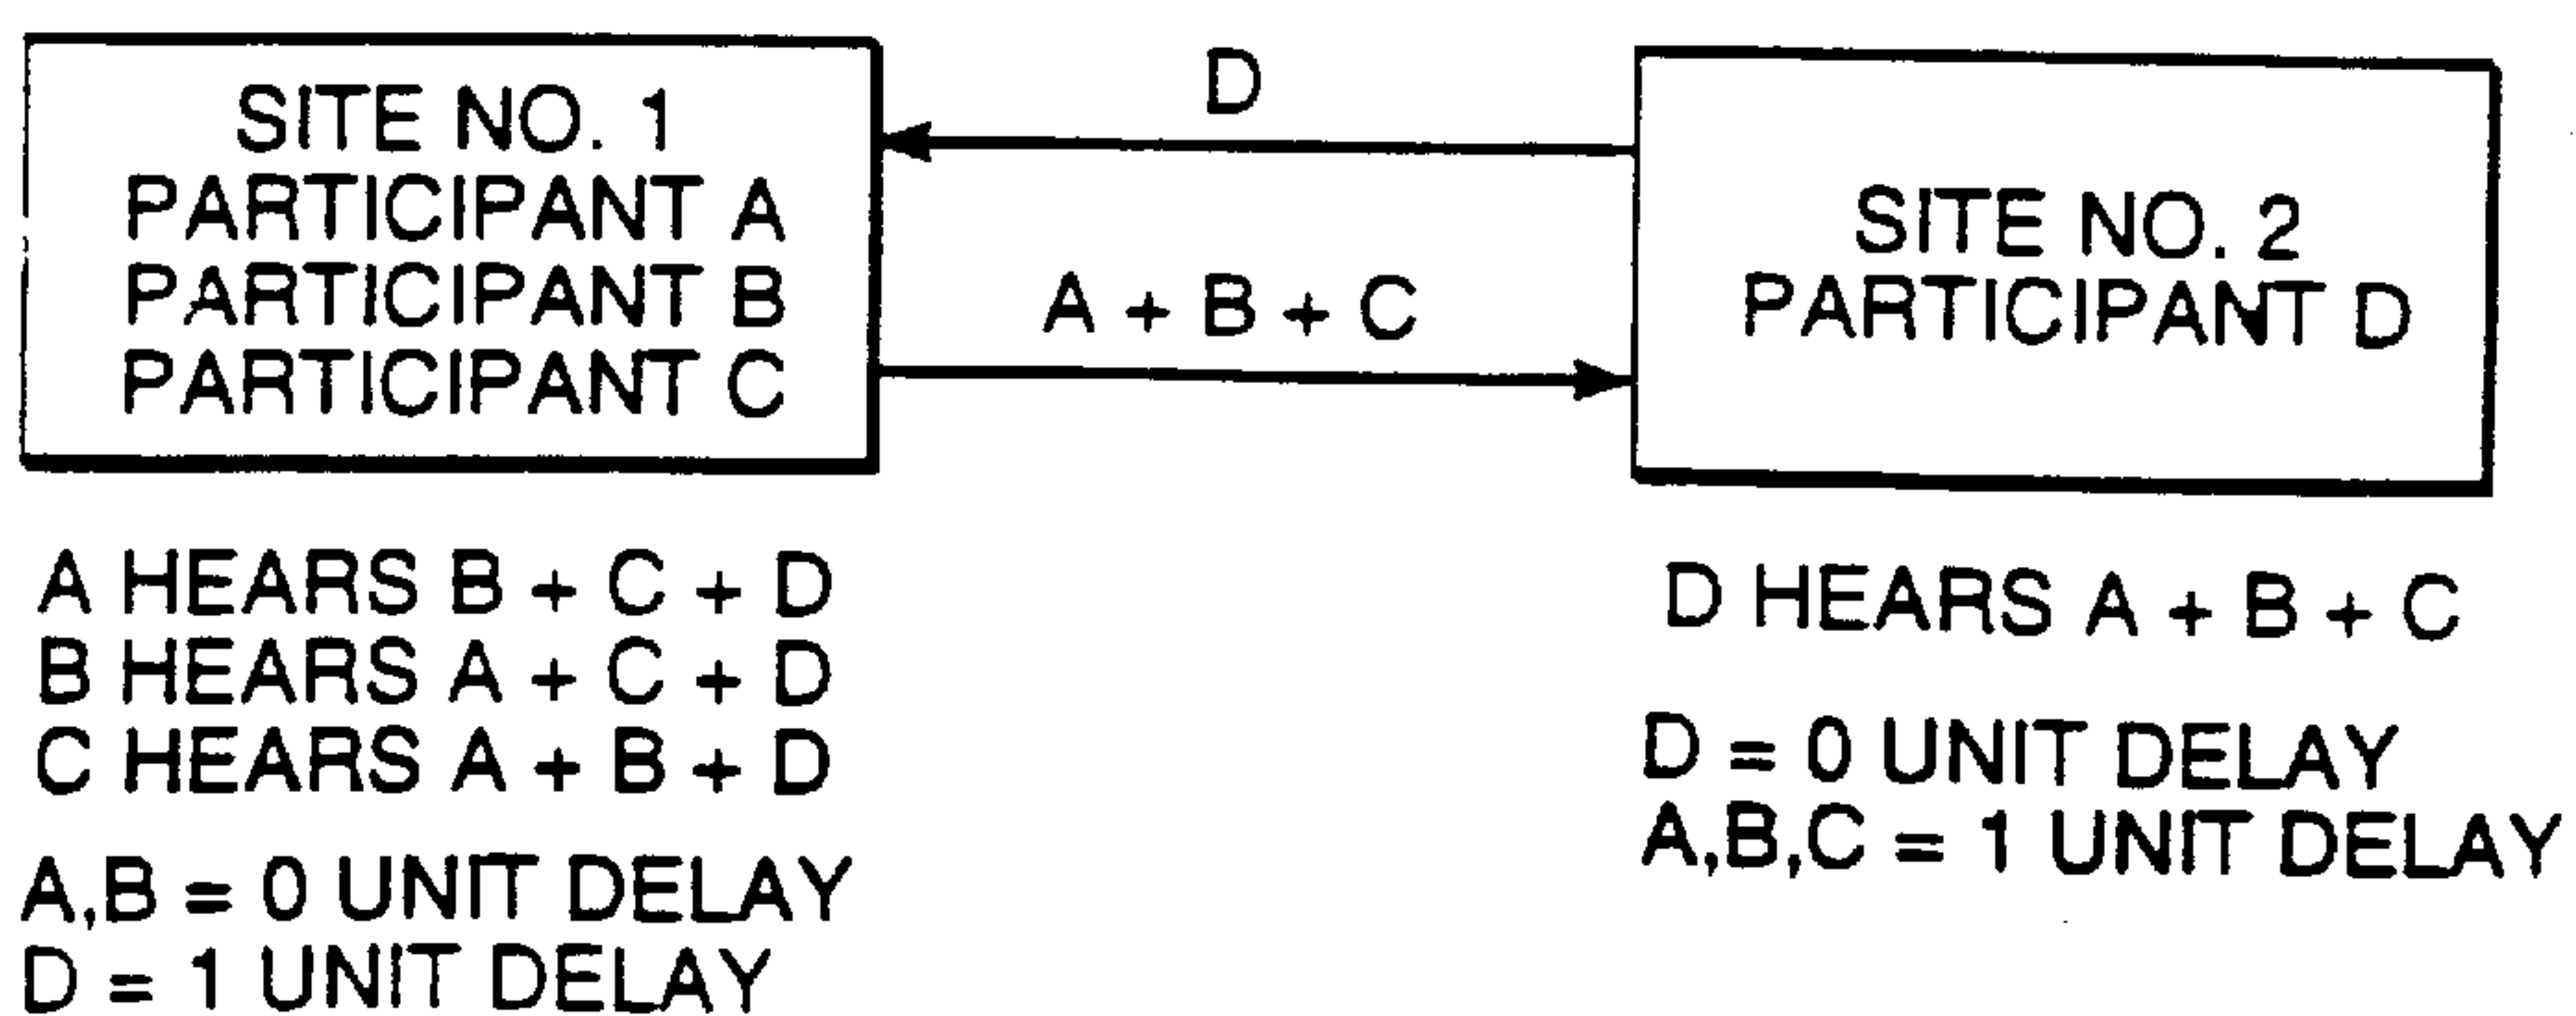 SITE NO. 1
PARTICIPANT A
PARTICIPANT B
PARTICIPANT C
D
A + B + C
SITE NO. 2
PARTICIPANT D
A HEARS B + C + D
B HEARS A + C + D
C HEARS A + B + D
A,B = 0 UNIT DELAY
D = 1 UNIT DELAY
D HEARS A + B + C
D = 0 UNIT DELAY
A,B,C = 1 UNIT DELAY